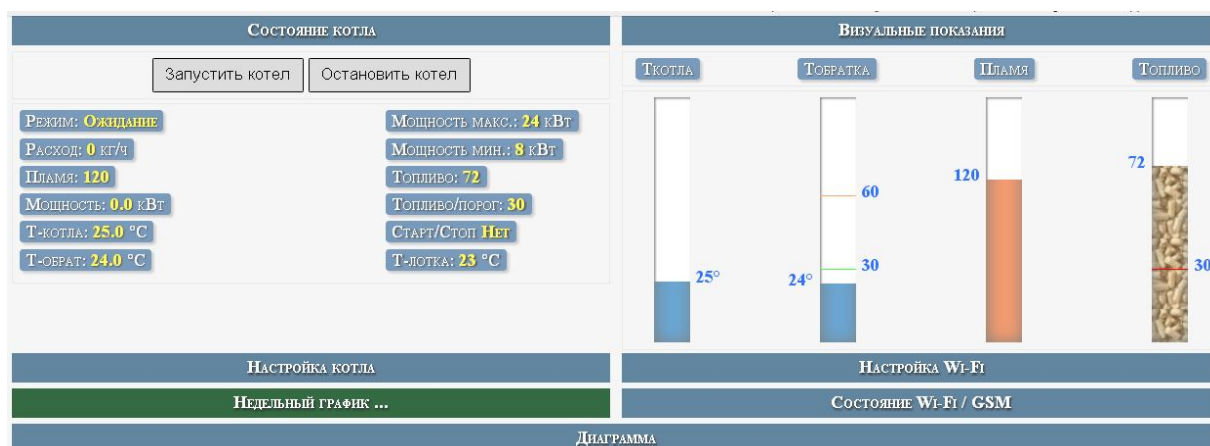 Состояние котла
Запустить котел Остановить котел
Режим: Ожидание
Расход: 0 кг/ч
Пламя: 120
Мощность: 0.0 кВт
Т-котла: 25.0 °C
Т-обрат: 24.0 °C
Мощность макс.: 24 кВт
Мощность мин.: 8 кВт
Топливо: 72
Топливо/порог: 30
Старт/Стоп Нет
Т-лотка: 23 °C
Визуальные показания
Ткотла Тобратка Пламя Топливо
25°
60
30
24°
120
72
30
Настройка котла
Настройка Wi-Fi
Недельный график ...
Состояние Wi-Fi / GSM
Диаграмма